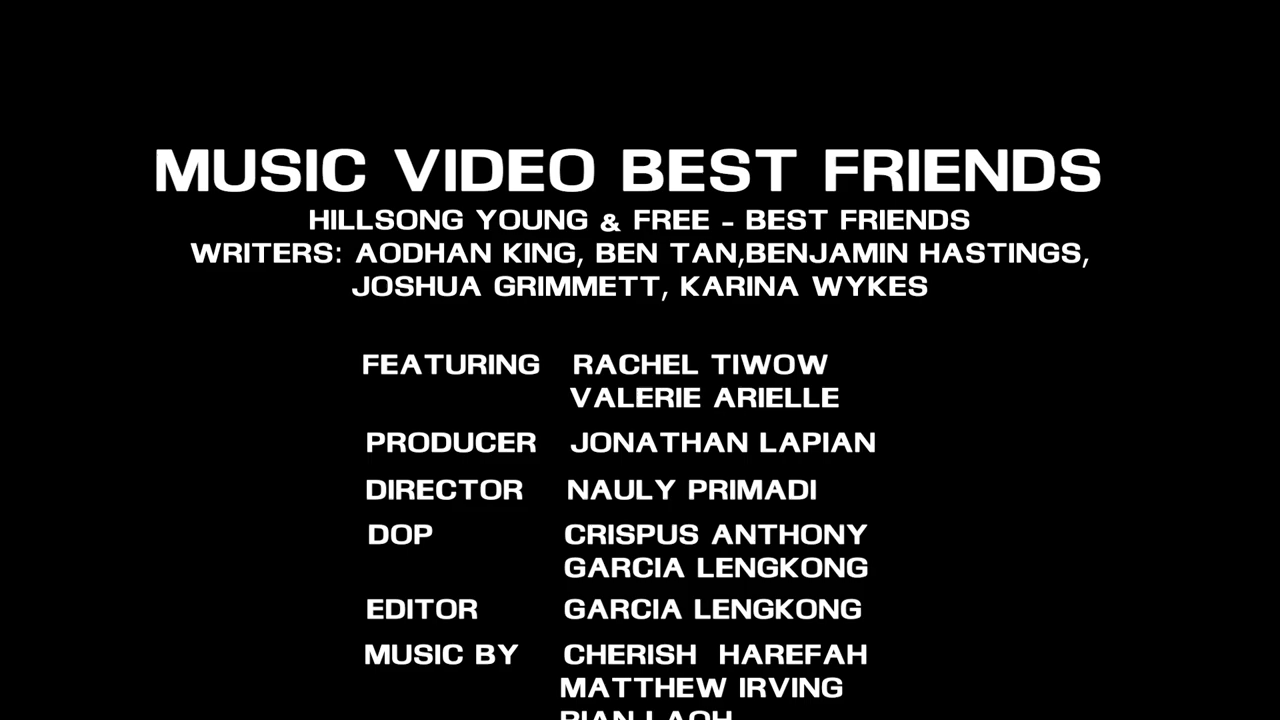 MUSIC VIDEO BEST FRIENDS
HILLSONG YOUNG & FREE - BEST FRIENDS
WRITERS: AODHAN KING, BEN TAN,BENJAMIN HASTINGS,
JOSHUA GRIMMETT, KARINA WYKES
FEATURING RACHEL TIWOW
VALERIE ARIELLE
PRODUCER JONATHAN LAPIAN
DIRECTOR NAULY PRIMADI
DOP CRISPUS ANTHONY
GARCIA LENGKONG
EDITOR GARCIA LENGKONG
MUSIC BY CHERISH HAREFAH
MATTHEW IRVING